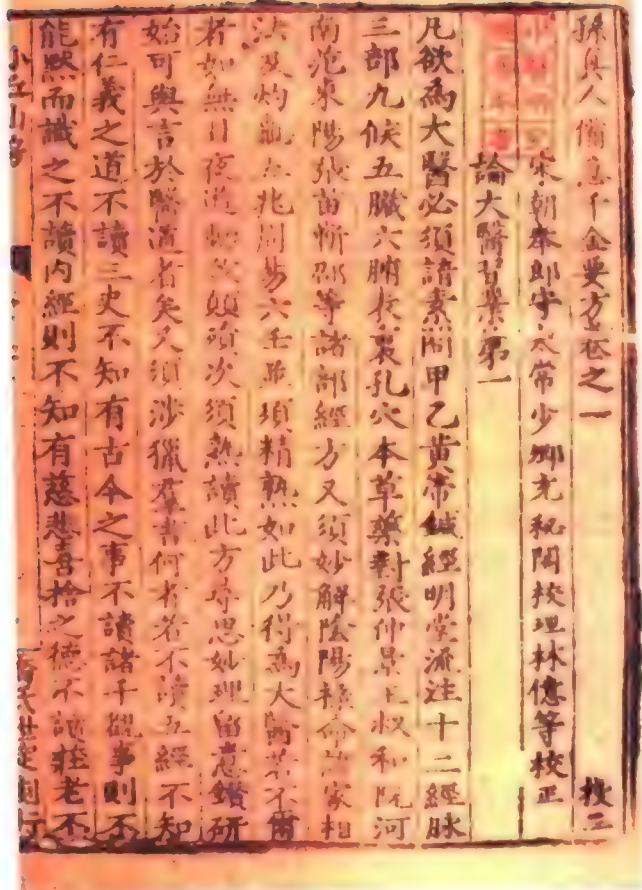 孫真人備急千金要方卷之一
宋朝奉郎守太常少卿充秘閣校理林億等校正
論大醫習業第一
凡欲為大醫必須諳素問甲乙黃帝鍼經明堂流注十二經脉
三部九候五臟六腑表裏孔穴本草藥對張仲景王叔和阮河
南范東陽張苗靳邵等諸部經方又須妙解陰陽祿命諸家相
法及灼龜五兆周易六壬並須精熟如此乃得為大醫若不爾
者如無目夜遊動致顛殞次須熟讀此方尋思妙理留意鑽研
始可與言於醫道者矣又須涉獵羣書何者若不讀五經不知
有仁義之道不讀三史不知有古今之事不讀諸子覩事則不
能默而識之不讀內經則不知有慈悲喜捨之德不讀莊老不